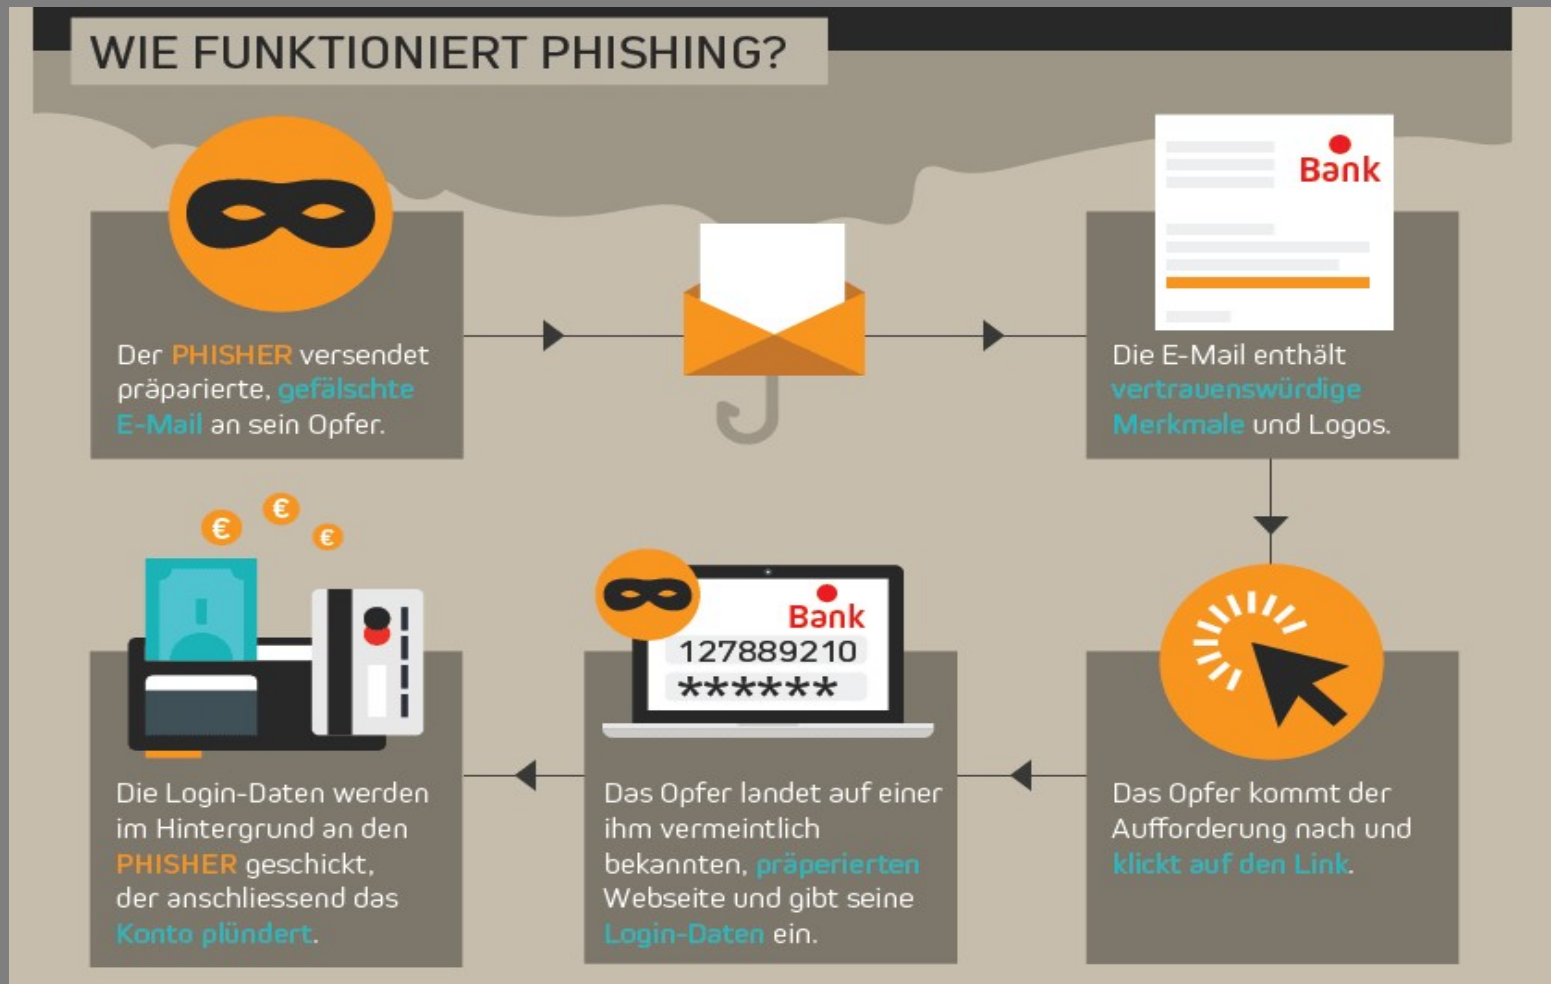 WIE FUNKTIONIERT PHISHING?
Der PHISHER versendet
präparierte, gefälschte
E-Mail an sein Opfer.
Bank
Die E-Mail enthält
vertrauenswürdige
Merkmale und Logos.
Das Opfer kommt der
Aufforderung nach und
klickt auf den Link.
Bank
127889210
******
Das Opfer landet auf einer
ihm vermeintlich
bekannten, präperierten
Webseite und gibt seine
Login-Daten ein.
€
€
€
Die Login-Daten werden
im Hintergrund an den
PHISHER geschickt,
der anschliessend das
Konto plündert.